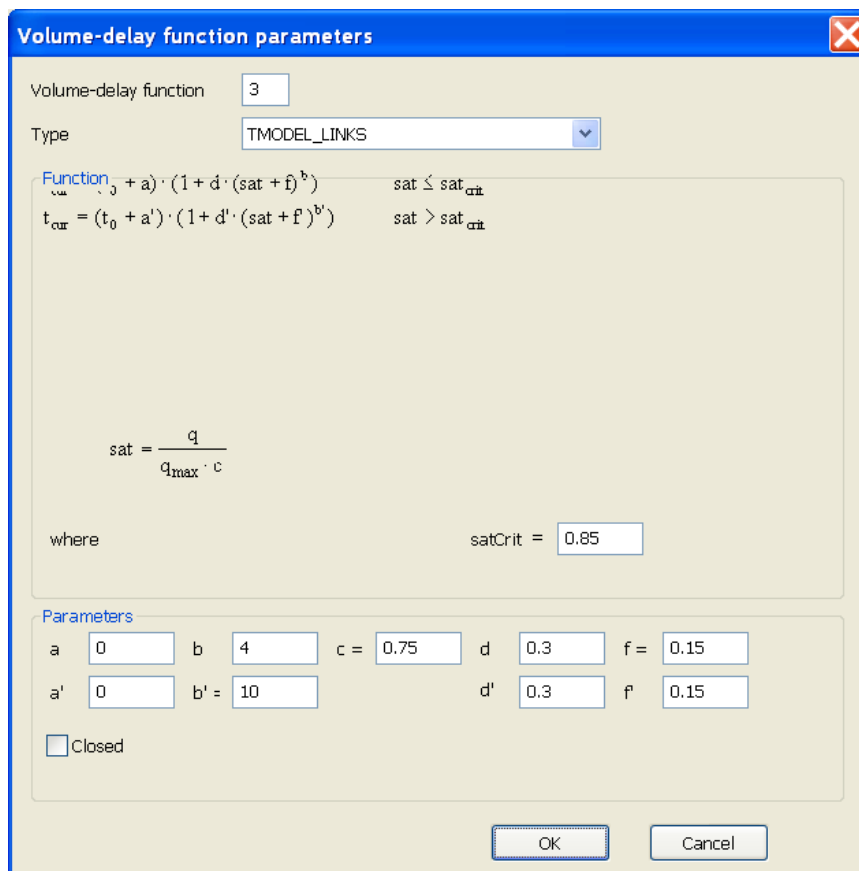 Volume-delay function parameters
Volume-delay function 3
Type TMODEL_LINKS
Function
+ a) · (1 + d · (sat + f)^b) sat ≤ sat_crit
t_cur = (t_0 + a') · (1 + d' · (sat + f')^b') sat > sat_crit
sat = q / (q_max · c)
where satCrit = 0.85
Parameters
a 0 b 4 c = 0.75 d 0.3 f = 0.15
a' 0 b' = 10 d' 0.3 f' 0.15
Closed
OK Cancel